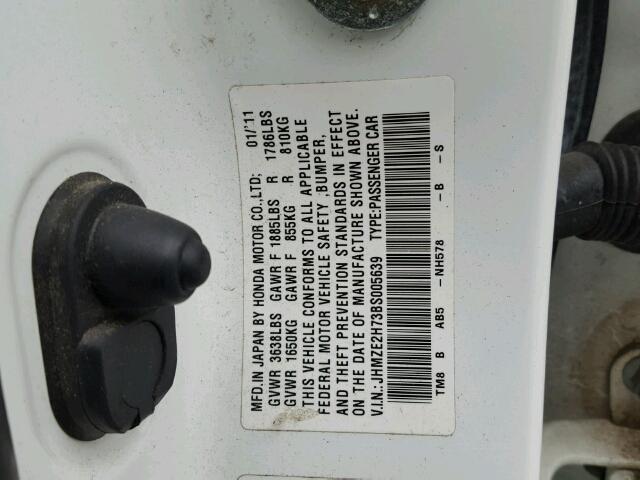 MFD.IN JAPAN BY HONDA MOTOR CO.,LTD; 01/'11
GVWR 3638LBS GAWR F 1885LBS R 1786LBS
GVWR 1650KG GAWR F 855KG R 810KG
THIS VEHICLE CONFORMS TO ALL APPLICABLE
FEDERAL MOTOR VEHICLE SAFETY ,BUMPER,
AND THEFT PREVENTION STANDARDS IN EFFECT
ON THE DATE OF MANUFACTURE SHOWN ABOVE.
V.I.N.:JHMZE2H73BS005639 TYPE:PASSENGER CAR
TM8 B AB5 -NH578 -B -S